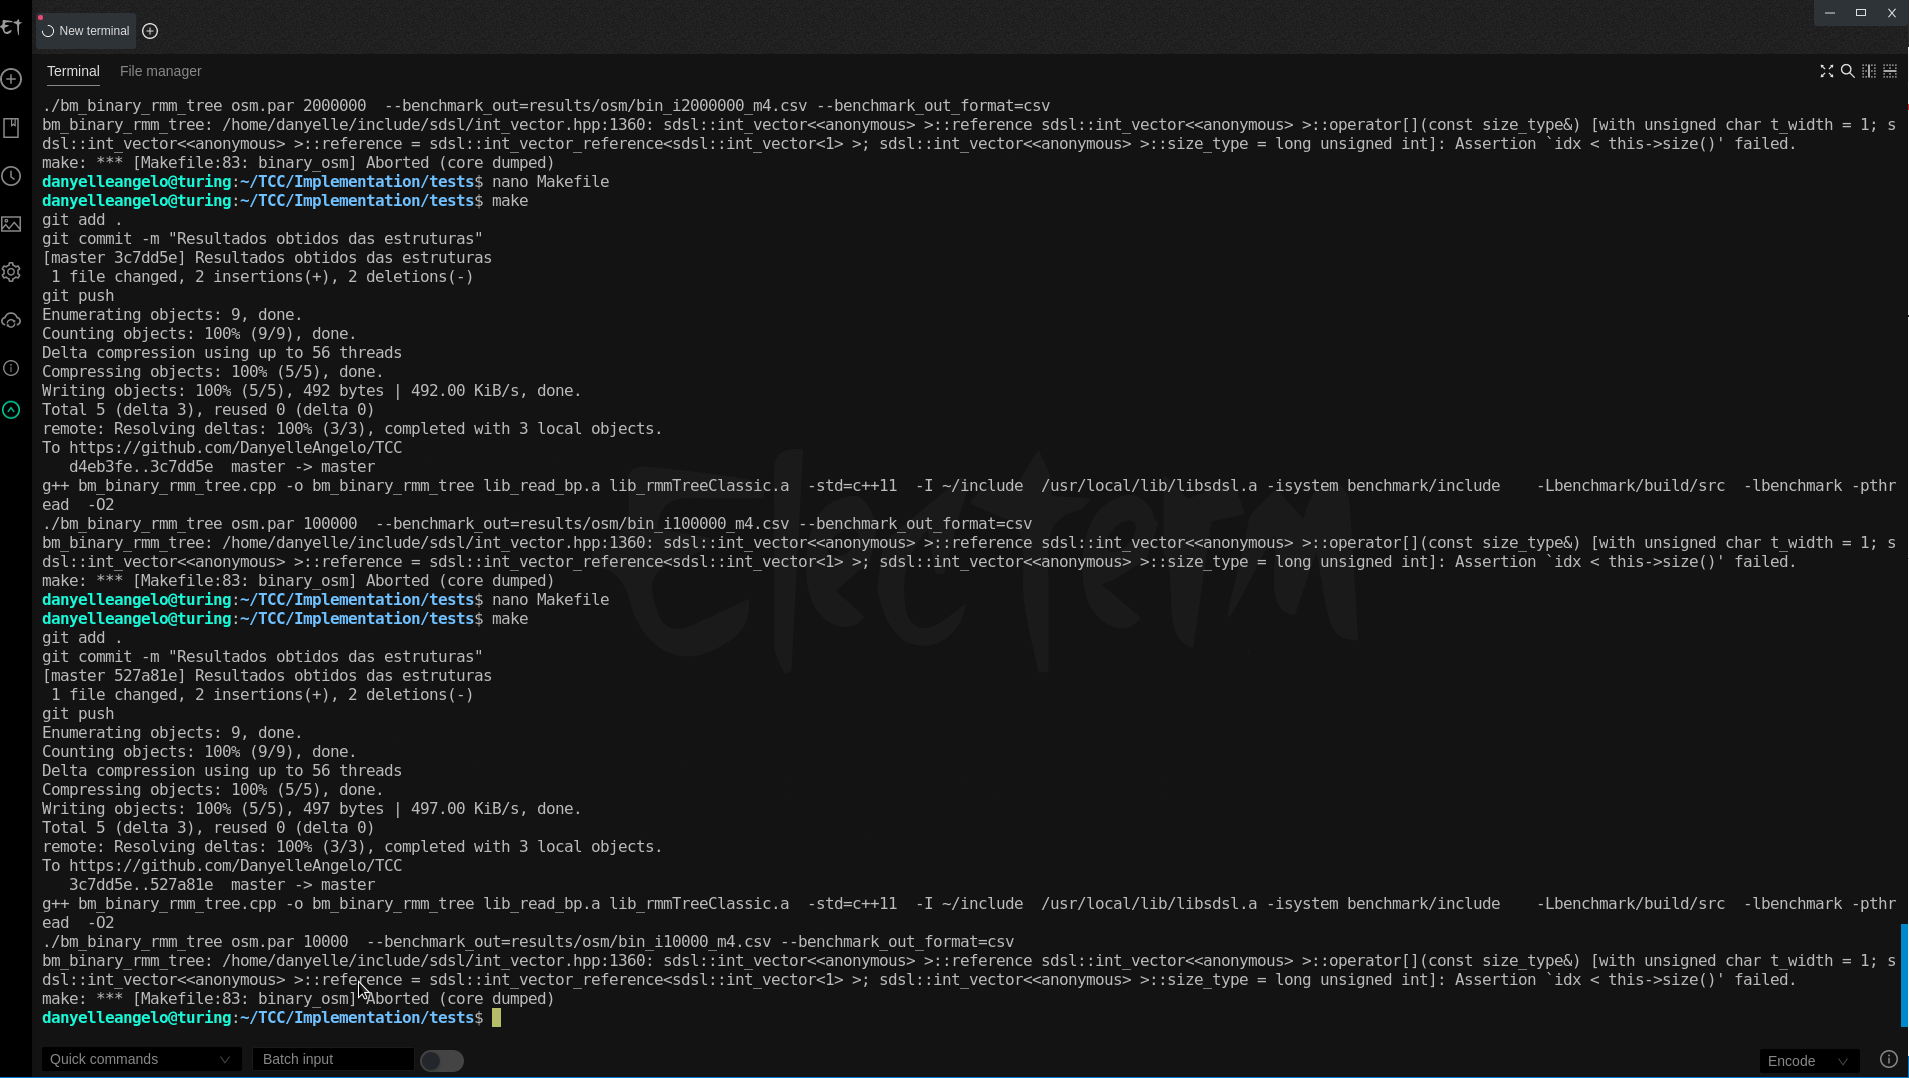 New terminal
Terminal File manager
./bm_binary_rmm_tree osm.par 2000000  --benchmark_out=results/osm/bin_i2000000_m4.csv --benchmark_out_format=csv
bm_binary_rmm_tree: /home/danyelle/include/sdsl/int_vector.hpp:1360: sdsl::int_vector<<anonymous> >::reference sdsl::int_vector<<anonymous> >::operator[](const size_type&) [with unsigned char t_width = 1; s
dsl::int_vector<<anonymous> >::reference = sdsl::int_vector_reference<sdsl::int_vector<1> >; sdsl::int_vector<<anonymous> >::size_type = long unsigned int]: Assertion `idx < this->size()' failed.
make: *** [Makefile:83: binary_osm] Aborted (core dumped)
danyelleangelo@turing:~/TCC/Implementation/tests$ nano Makefile
danyelleangelo@turing:~/TCC/Implementation/tests$ make
git add .
git commit -m "Resultados obtidos das estruturas"
[master 3c7dd5e] Resultados obtidos das estruturas
 1 file changed, 2 insertions(+), 2 deletions(-)
git push
Enumerating objects: 9, done.
Counting objects: 100% (9/9), done.
Delta compression using up to 56 threads
Compressing objects: 100% (5/5), done.
Writing objects: 100% (5/5), 492 bytes | 492.00 KiB/s, done.
Total 5 (delta 3), reused 0 (delta 0)
remote: Resolving deltas: 100% (3/3), completed with 3 local objects.
To https://github.com/DanyelleAngelo/TCC
   d4eb3fe..3c7dd5e  master -> master
g++ bm_binary_rmm_tree.cpp -o bm_binary_rmm_tree lib_read_bp.a lib_rmmTreeClassic.a  -std=c++11  -I ~/include  /usr/local/lib/libsdsl.a -isystem benchmark/include    -Lbenchmark/build/src  -lbenchmark -pthr
ead  -O2
./bm_binary_rmm_tree osm.par 100000  --benchmark_out=results/osm/bin_i100000_m4.csv --benchmark_out_format=csv
bm_binary_rmm_tree: /home/danyelle/include/sdsl/int_vector.hpp:1360: sdsl::int_vector<<anonymous> >::reference sdsl::int_vector<<anonymous> >::operator[](const size_type&) [with unsigned char t_width = 1; s
dsl::int_vector<<anonymous> >::reference = sdsl::int_vector_reference<sdsl::int_vector<1> >; sdsl::int_vector<<anonymous> >::size_type = long unsigned int]: Assertion `idx < this->size()' failed.
make: *** [Makefile:83: binary_osm] Aborted (core dumped)
danyelleangelo@turing:~/TCC/Implementation/tests$ nano Makefile
danyelleangelo@turing:~/TCC/Implementation/tests$ make
git add .
git commit -m "Resultados obtidos das estruturas"
[master 527a81e] Resultados obtidos das estruturas
 1 file changed, 2 insertions(+), 2 deletions(-)
git push
Enumerating objects: 9, done.
Counting objects: 100% (9/9), done.
Delta compression using up to 56 threads
Compressing objects: 100% (5/5), done.
Writing objects: 100% (5/5), 497 bytes | 497.00 KiB/s, done.
Total 5 (delta 3), reused 0 (delta 0)
remote: Resolving deltas: 100% (3/3), completed with 3 local objects.
To https://github.com/DanyelleAngelo/TCC
   3c7dd5e..527a81e  master -> master
g++ bm_binary_rmm_tree.cpp -o bm_binary_rmm_tree lib_read_bp.a lib_rmmTreeClassic.a  -std=c++11  -I ~/include  /usr/local/lib/libsdsl.a -isystem benchmark/include    -Lbenchmark/build/src  -lbenchmark -pthr
ead  -O2
./bm_binary_rmm_tree osm.par 10000  --benchmark_out=results/osm/bin_i10000_m4.csv --benchmark_out_format=csv
bm_binary_rmm_tree: /home/danyelle/include/sdsl/int_vector.hpp:1360: sdsl::int_vector<<anonymous> >::reference sdsl::int_vector<<anonymous> >::operator[](const size_type&) [with unsigned char t_width = 1; s
dsl::int_vector<<anonymous> >::reference = sdsl::int_vector_reference<sdsl::int_vector<1> >; sdsl::int_vector<<anonymous> >::size_type = long unsigned int]: Assertion `idx < this->size()' failed.
make: *** [Makefile:83: binary_osm] Aborted (core dumped)
danyelleangelo@turing:~/TCC/Implementation/tests$
electerm
Quick commands Batch input Encode